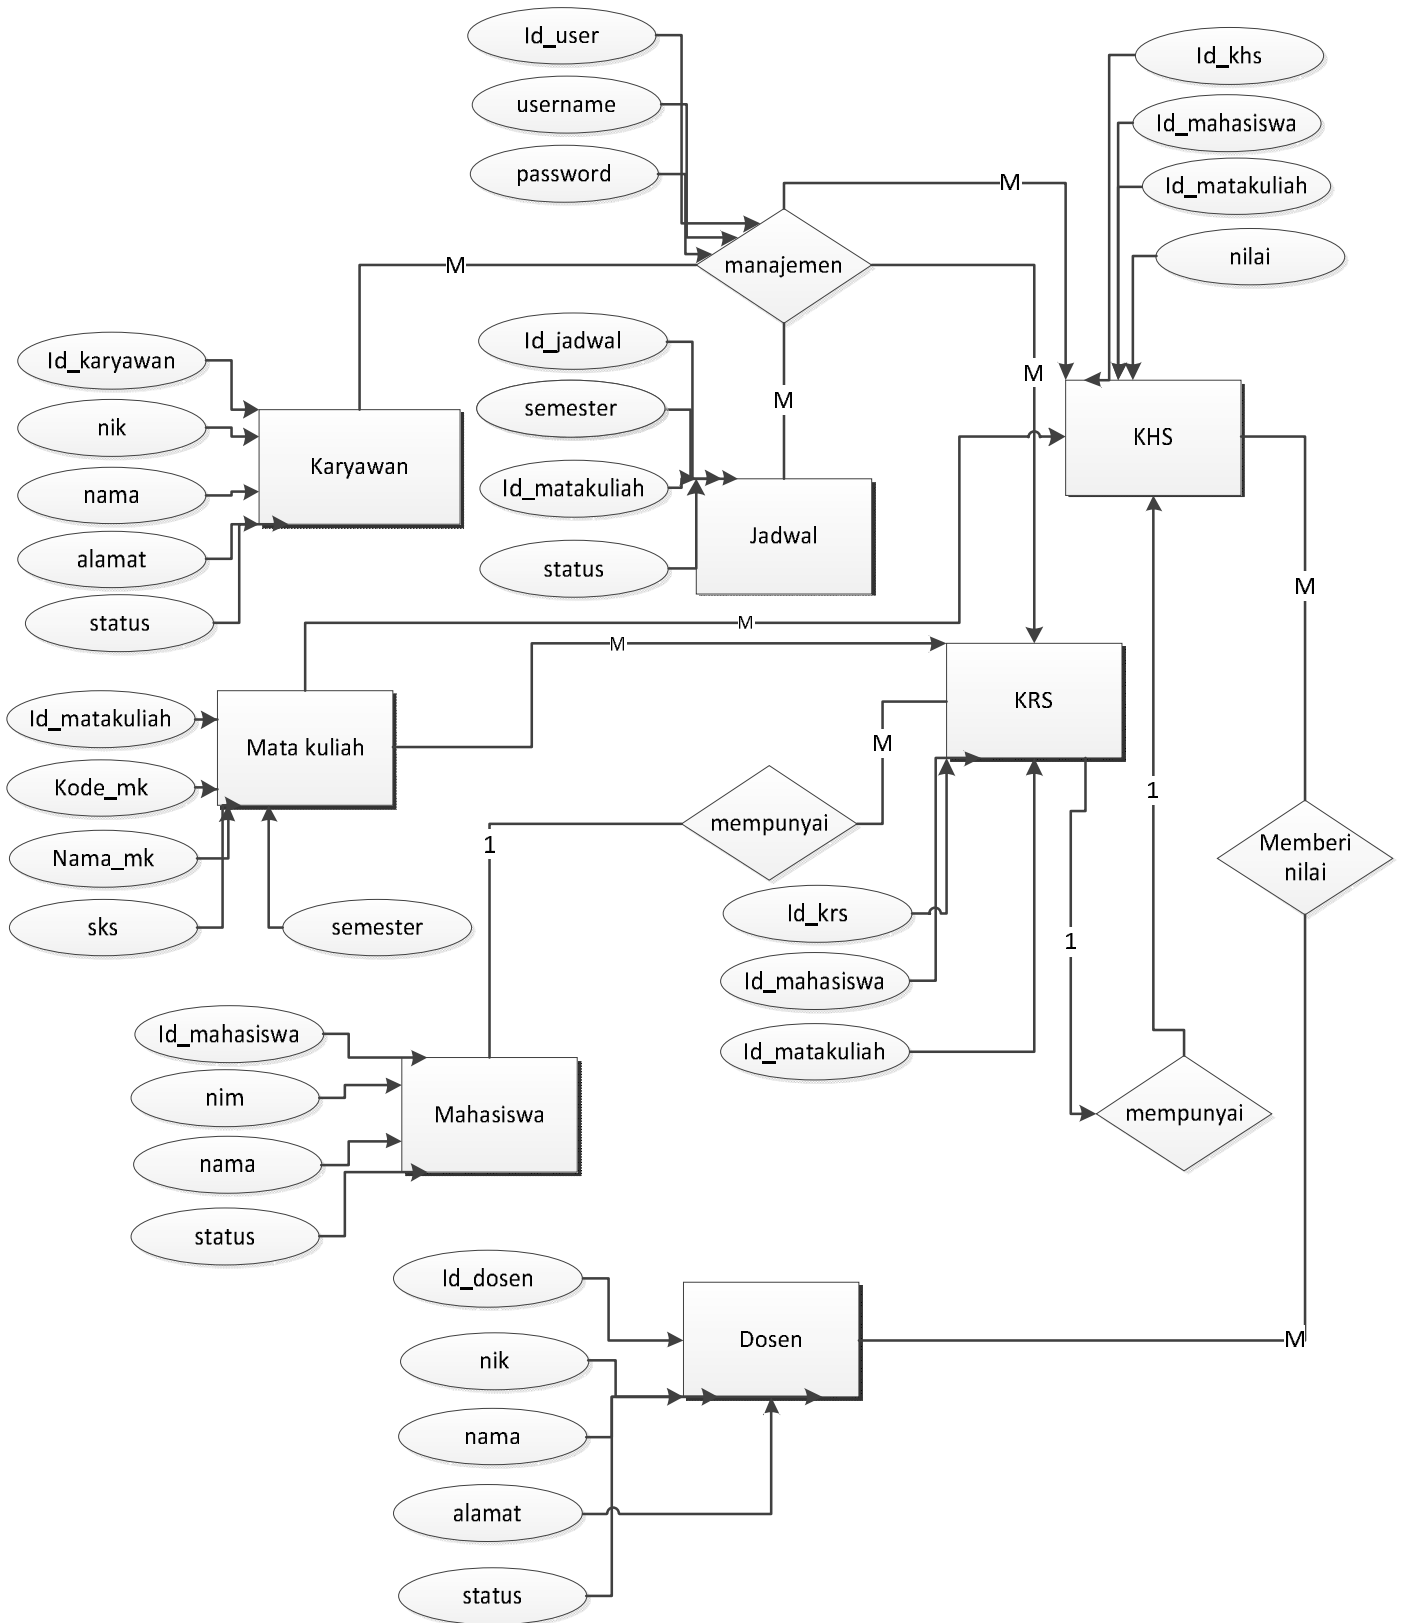 Id_user
username
password
Id_khs
Id_mahasiswa
Id_matakuliah
nilai
M
manajemen
M
M
M
Id_karyawan
nik
nama
alamat
status
Karyawan
Id_jadwal
semester
Id_matakuliah
status
Jadwal
KHS
M
M
M
Id_matakuliah
Kode_mk
Nama_mk
sks
semester
Mata kuliah
KRS
M
mempunyai
1
Id_krs
Id_mahasiswa
Id_matakuliah
1
1
mempunyai
Memberi
nilai
Id_mahasiswa
nim
nama
status
Mahasiswa
Id_dosen
nik
nama
alamat
status
Dosen
M